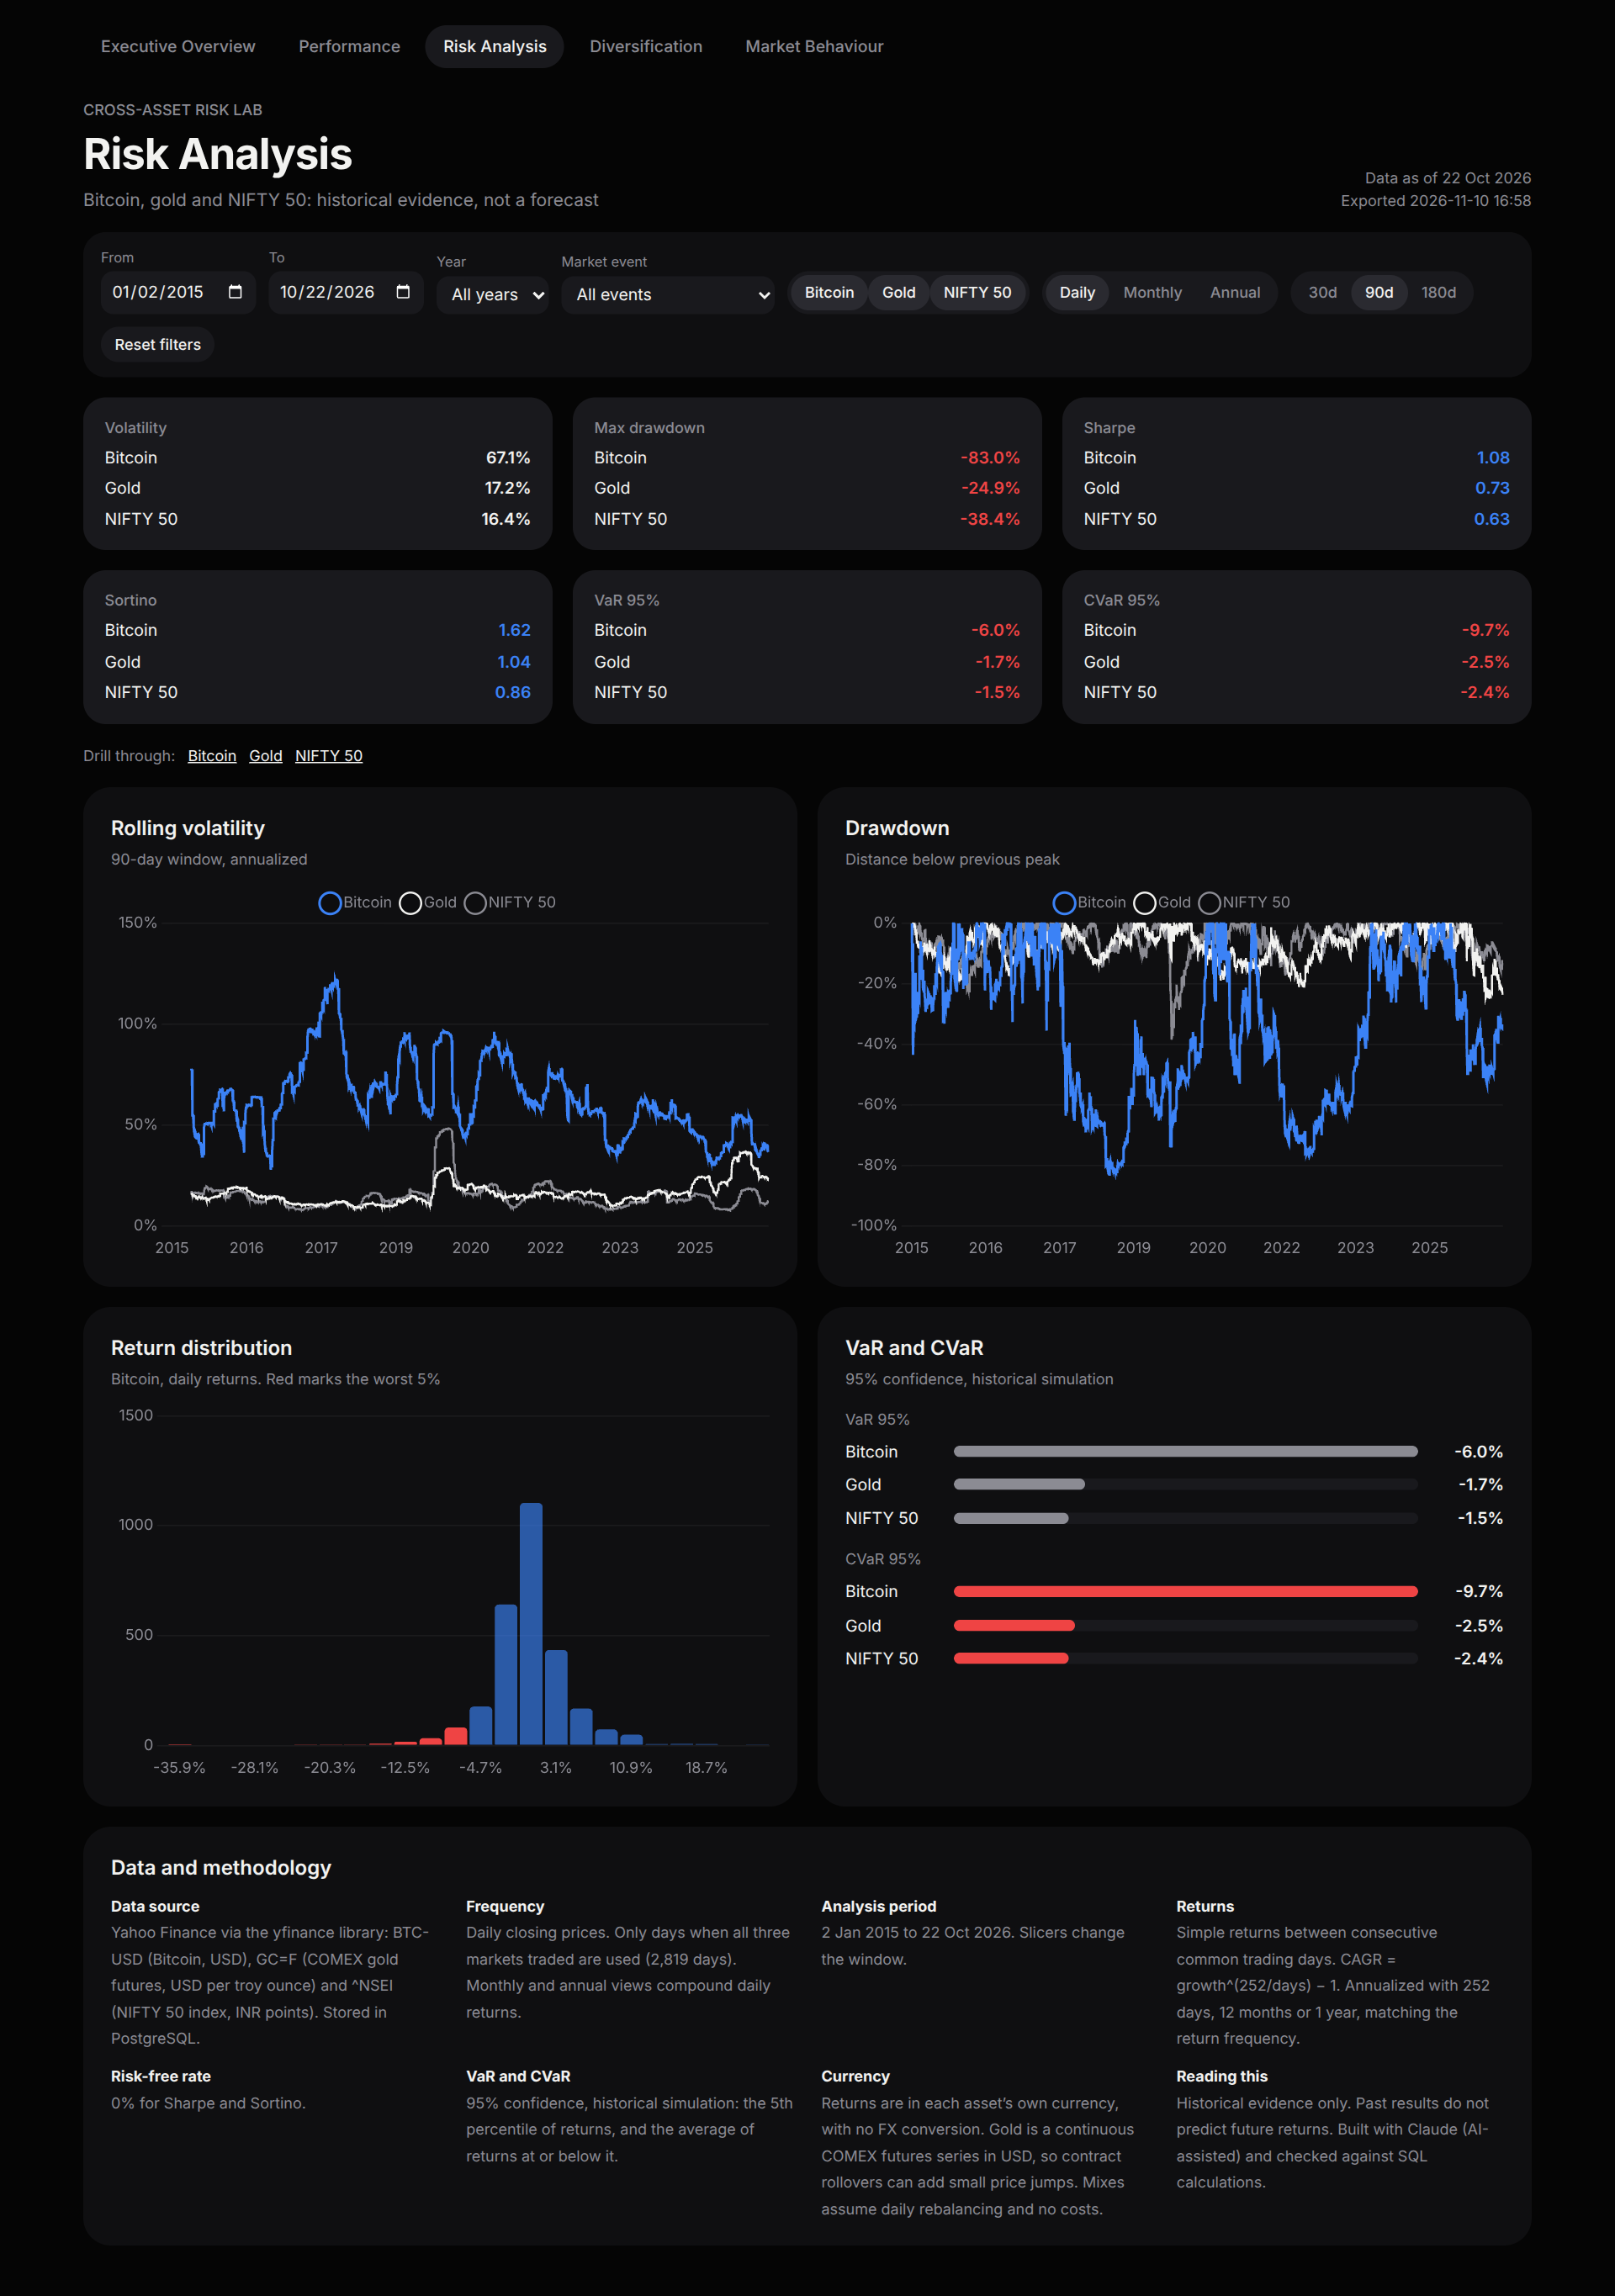 Executive Overview Performance Risk Analysis Diversification Market Behaviour
CROSS-ASSET RISK LAB
Risk Analysis
Bitcoin, gold and NIFTY 50: historical evidence, not a forecast
Data as of 22 Oct 2026
Exported 2026-11-10 16:58
From To Year Market event
01/02/2015 10/22/2026 All years All events Bitcoin Gold NIFTY 50 Daily Monthly Annual 30d 90d 180d
Reset filters
Volatility
Bitcoin 67.1%
Gold 17.2%
NIFTY 50 16.4%
Max drawdown
Bitcoin -83.0%
Gold -24.9%
NIFTY 50 -38.4%
Sharpe
Bitcoin 1.08
Gold 0.73
NIFTY 50 0.63
Sortino
Bitcoin 1.62
Gold 1.04
NIFTY 50 0.86
VaR 95%
Bitcoin -6.0%
Gold -1.7%
NIFTY 50 -1.5%
CVaR 95%
Bitcoin -9.7%
Gold -2.5%
NIFTY 50 -2.4%
Drill through: Bitcoin Gold NIFTY 50
Rolling volatility
90-day window, annualized
Bitcoin Gold NIFTY 50
150%
100%
50%
0%
2015 2016 2017 2019 2020 2022 2023 2025
Drawdown
Distance below previous peak
Bitcoin Gold NIFTY 50
0%
-20%
-40%
-60%
-80%
-100%
2015 2016 2017 2019 2020 2022 2023 2025
Return distribution
Bitcoin, daily returns. Red marks the worst 5%
1500
1000
500
0
-35.9% -28.1% -20.3% -12.5% -4.7% 3.1% 10.9% 18.7%
VaR and CVaR
95% confidence, historical simulation
VaR 95%
Bitcoin -6.0%
Gold -1.7%
NIFTY 50 -1.5%
CVaR 95%
Bitcoin -9.7%
Gold -2.5%
NIFTY 50 -2.4%
Data and methodology
Data source
Yahoo Finance via the yfinance library: BTC-
USD (Bitcoin, USD), GC=F (COMEX gold
futures, USD per troy ounce) and ^NSEI
(NIFTY 50 index, INR points). Stored in
PostgreSQL.
Frequency
Daily closing prices. Only days when all three
markets traded are used (2,819 days).
Monthly and annual views compound daily
returns.
Analysis period
2 Jan 2015 to 22 Oct 2026. Slicers change
the window.
Returns
Simple returns between consecutive
common trading days. CAGR =
growth^(252/days) − 1. Annualized with 252
days, 12 months or 1 year, matching the
return frequency.
Risk-free rate
0% for Sharpe and Sortino.
VaR and CVaR
95% confidence, historical simulation: the 5th
percentile of returns, and the average of
returns at or below it.
Currency
Returns are in each asset’s own currency,
with no FX conversion. Gold is a continuous
COMEX futures series in USD, so contract
rollovers can add small price jumps. Mixes
assume daily rebalancing and no costs.
Reading this
Historical evidence only. Past results do not
predict future returns. Built with Claude (AI-
assisted) and checked against SQL
calculations.